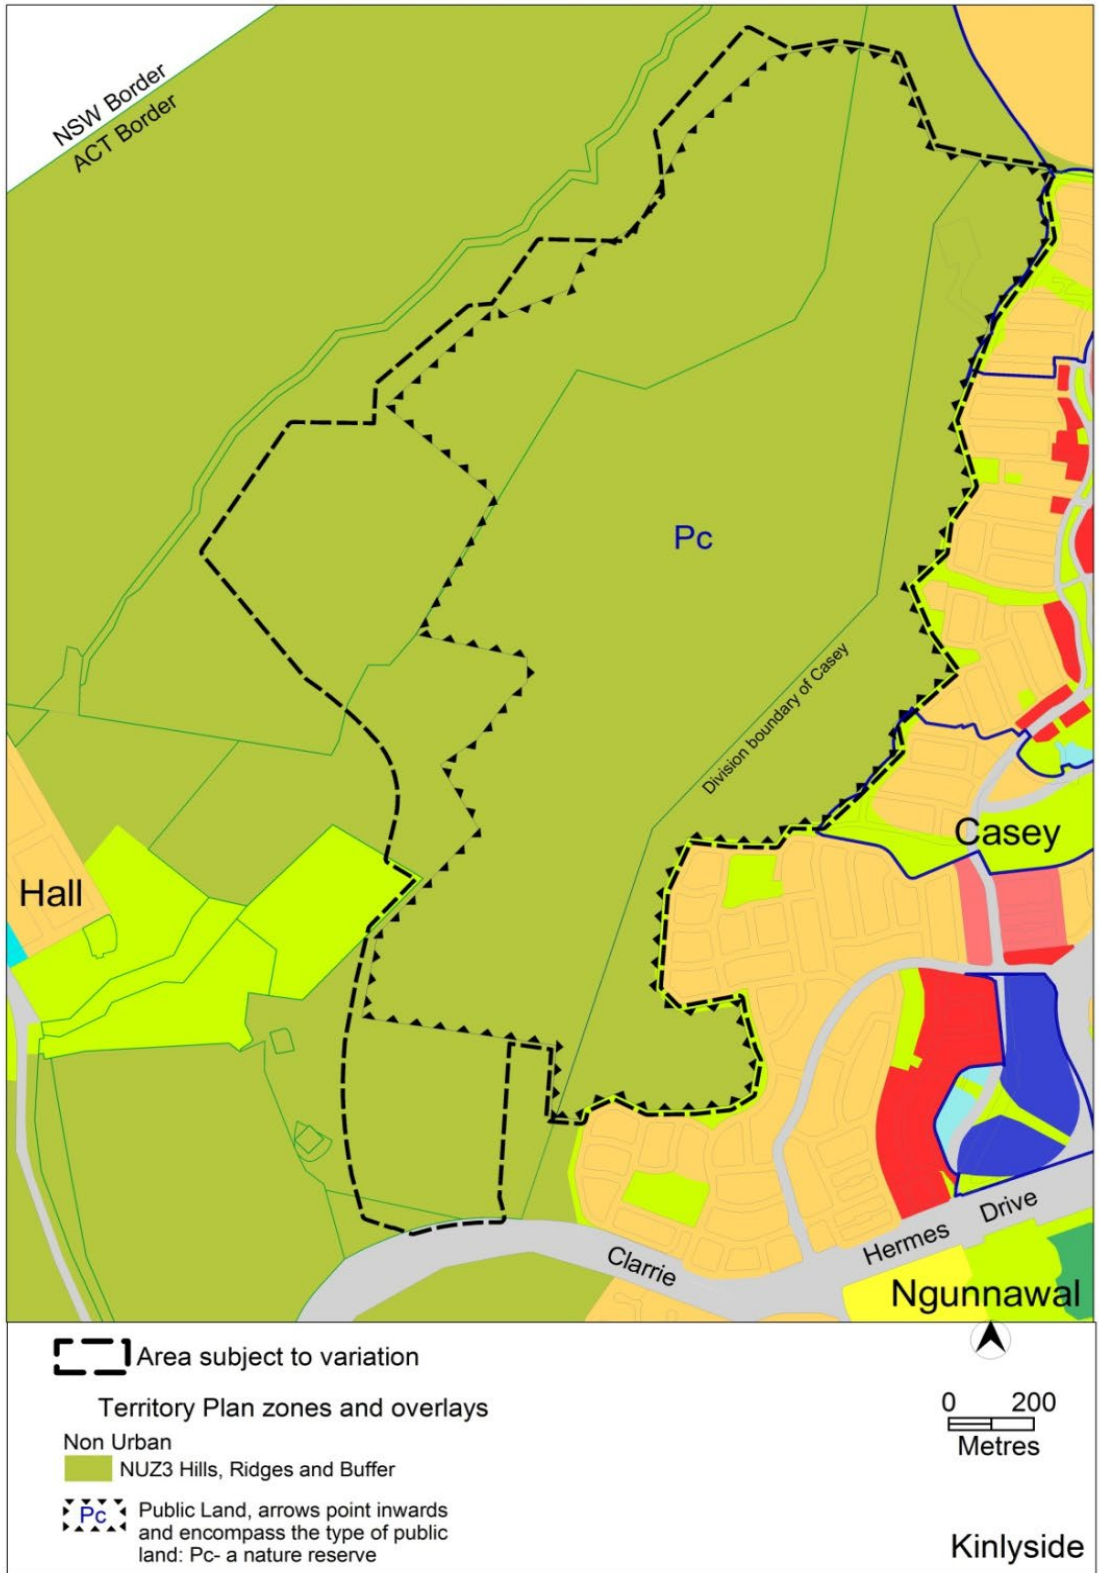 NSW Border
ACT Border
Pc
Division boundary of Casey
Casey
Hall
Clarrie
Hermes
Drive
Ngunnawal
Area subject to variation
Territory Plan zones and overlays
Non Urban
NUZ3 Hills, Ridges and Buffer
Pc
Public Land, arrows point inwards
and encompass the type of public
land: Pc- a nature reserve
0 200
Metres
Kinlyside